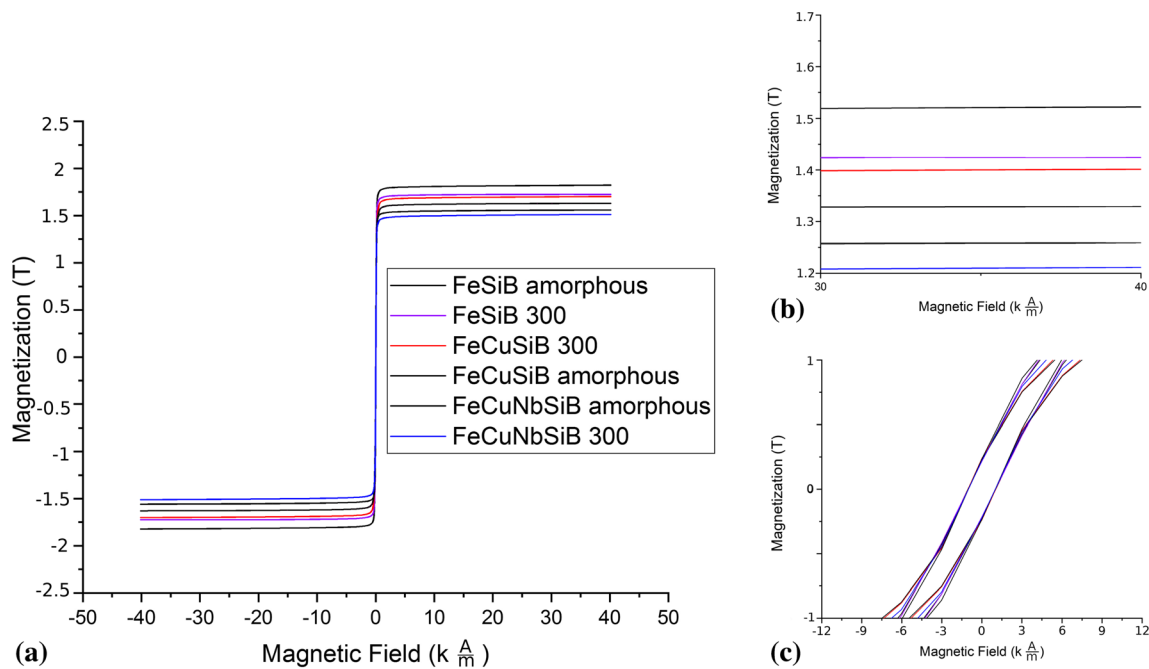 2.5
2
1.5
1
0.5
0
-0.5
-1
-1.5
-2
-2.5
Magnetization (T)
-50 -40 -30 -20 -10 0 10 20 30 40 50
Magnetic Field (k A/m)
(a)
FeSiB amorphous
FeSiB 300
FeCuSiB 300
FeCuSiB amorphous
FeCuNbSiB amorphous
FeCuNbSiB 300
1.7
1.6
1.5
1.4
1.3
1.2
Magnetization (T)
30 40
Magnetic Field (k A/m)
(b)
1
0
-1
Magnetization (T)
-12 -9 -6 -3 0 3 6 9 12
Magnetic Field (k A/m)
(c)